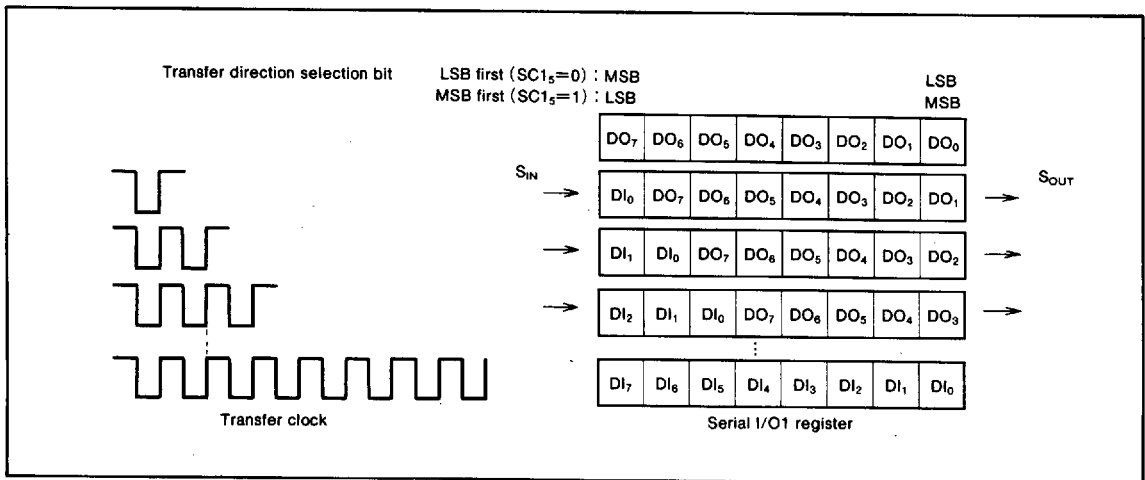 Transfer direction selection bit LSB first (SC1₅=0) : MSB LSB
MSB first (SC1₅=1) : LSB MSB
DO₇ DO₆ DO₅ DO₄ DO₃ DO₂ DO₁ DO₀
S_IN DI₀ DO₇ DO₆ DO₅ DO₄ DO₃ DO₂ DO₁ S_OUT
DI₁ DI₀ DO₇ DO₆ DO₅ DO₄ DO₃ DO₂
DI₂ DI₁ DI₀ DO₇ DO₆ DO₅ DO₄ DO₃
DI₇ DI₆ DI₅ DI₄ DI₃ DI₂ DI₁ DI₀
Transfer clock Serial I/O1 register